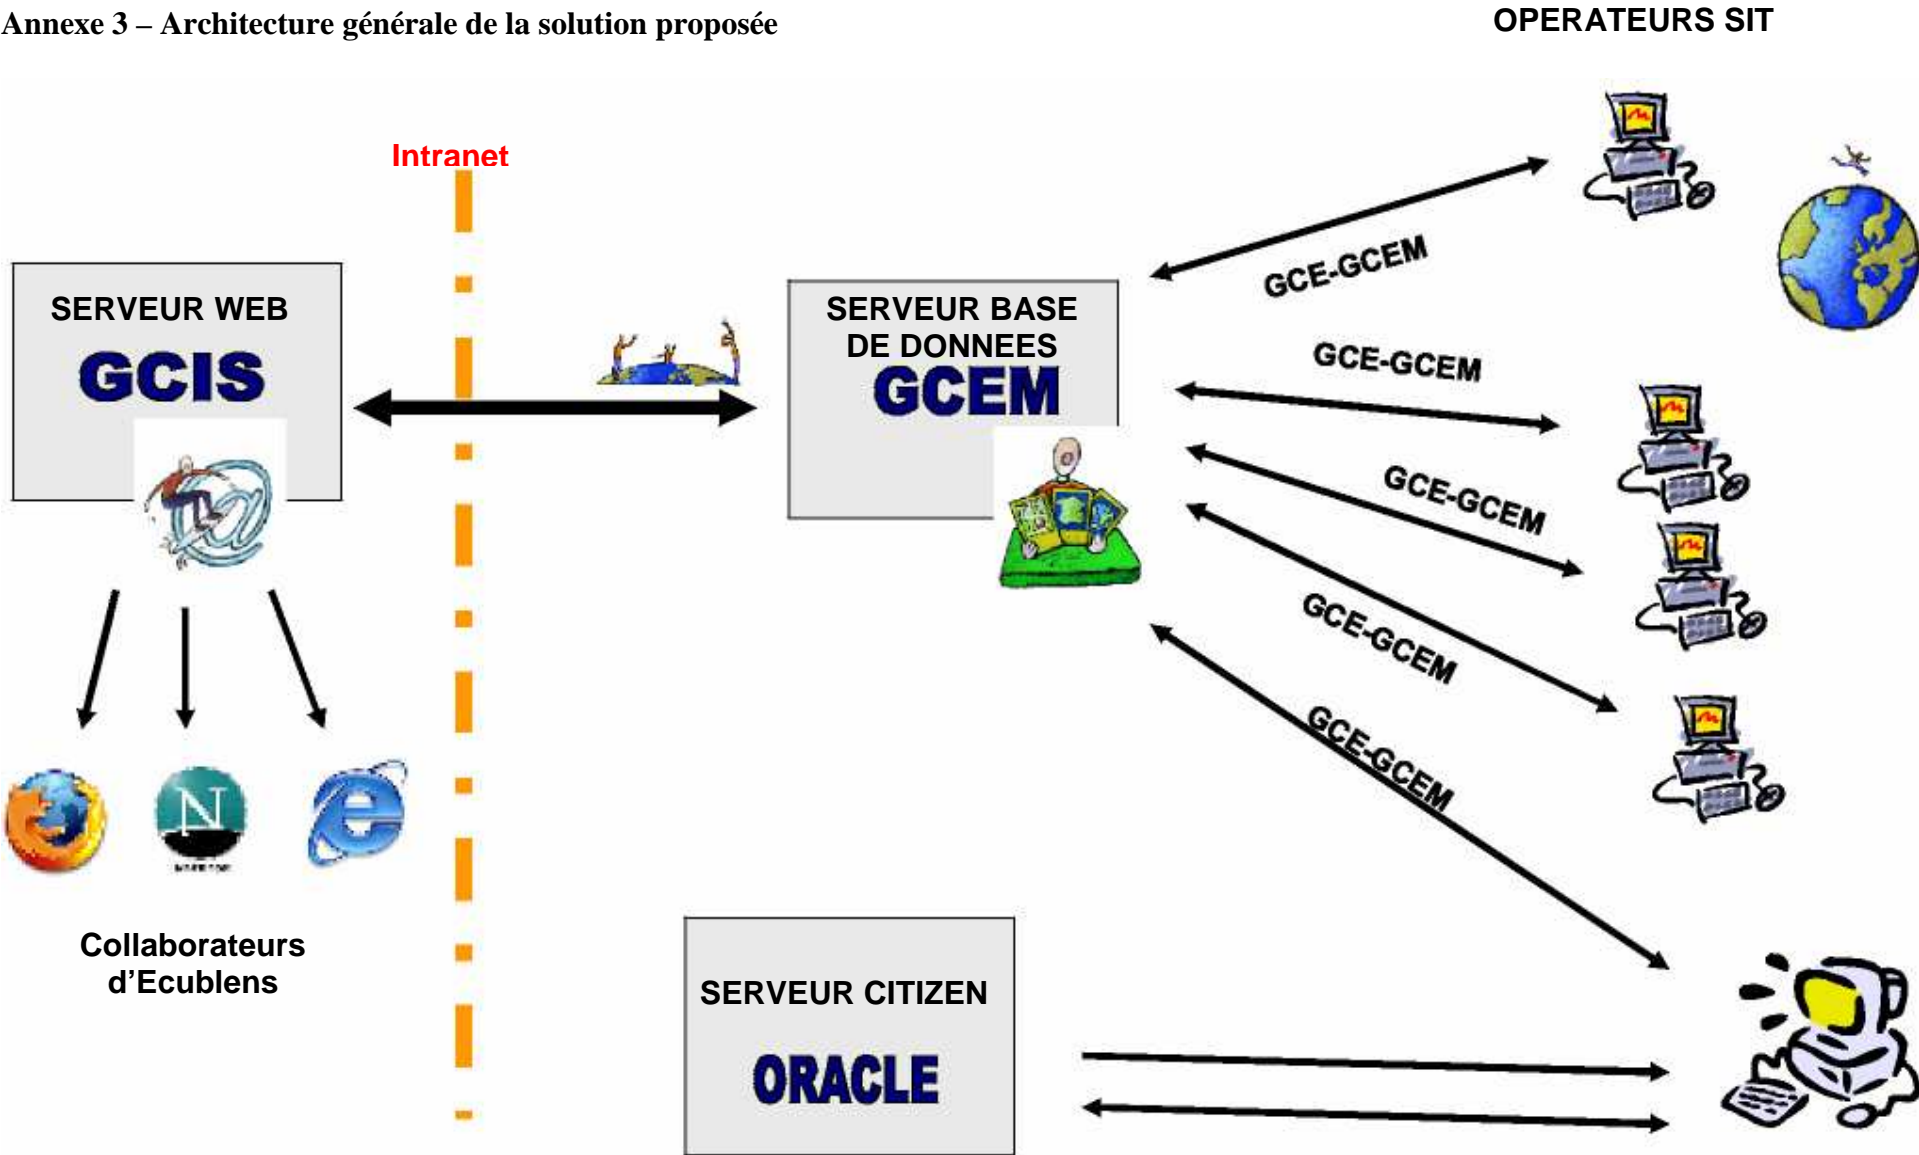 Annexe 3 – Architecture générale de la solution proposée
OPERATEURS SIT
Intranet
GCE-GCEM
SERVEUR WEB
GCIS
SERVEUR BASE
DE DONNEES
GCEM
GCE-GCEM
GCE-GCEM
GCE-GCEM
GCE-GCEM
N
Collaborateurs
d'Ecublens
SERVEUR CITIZEN
ORACLE